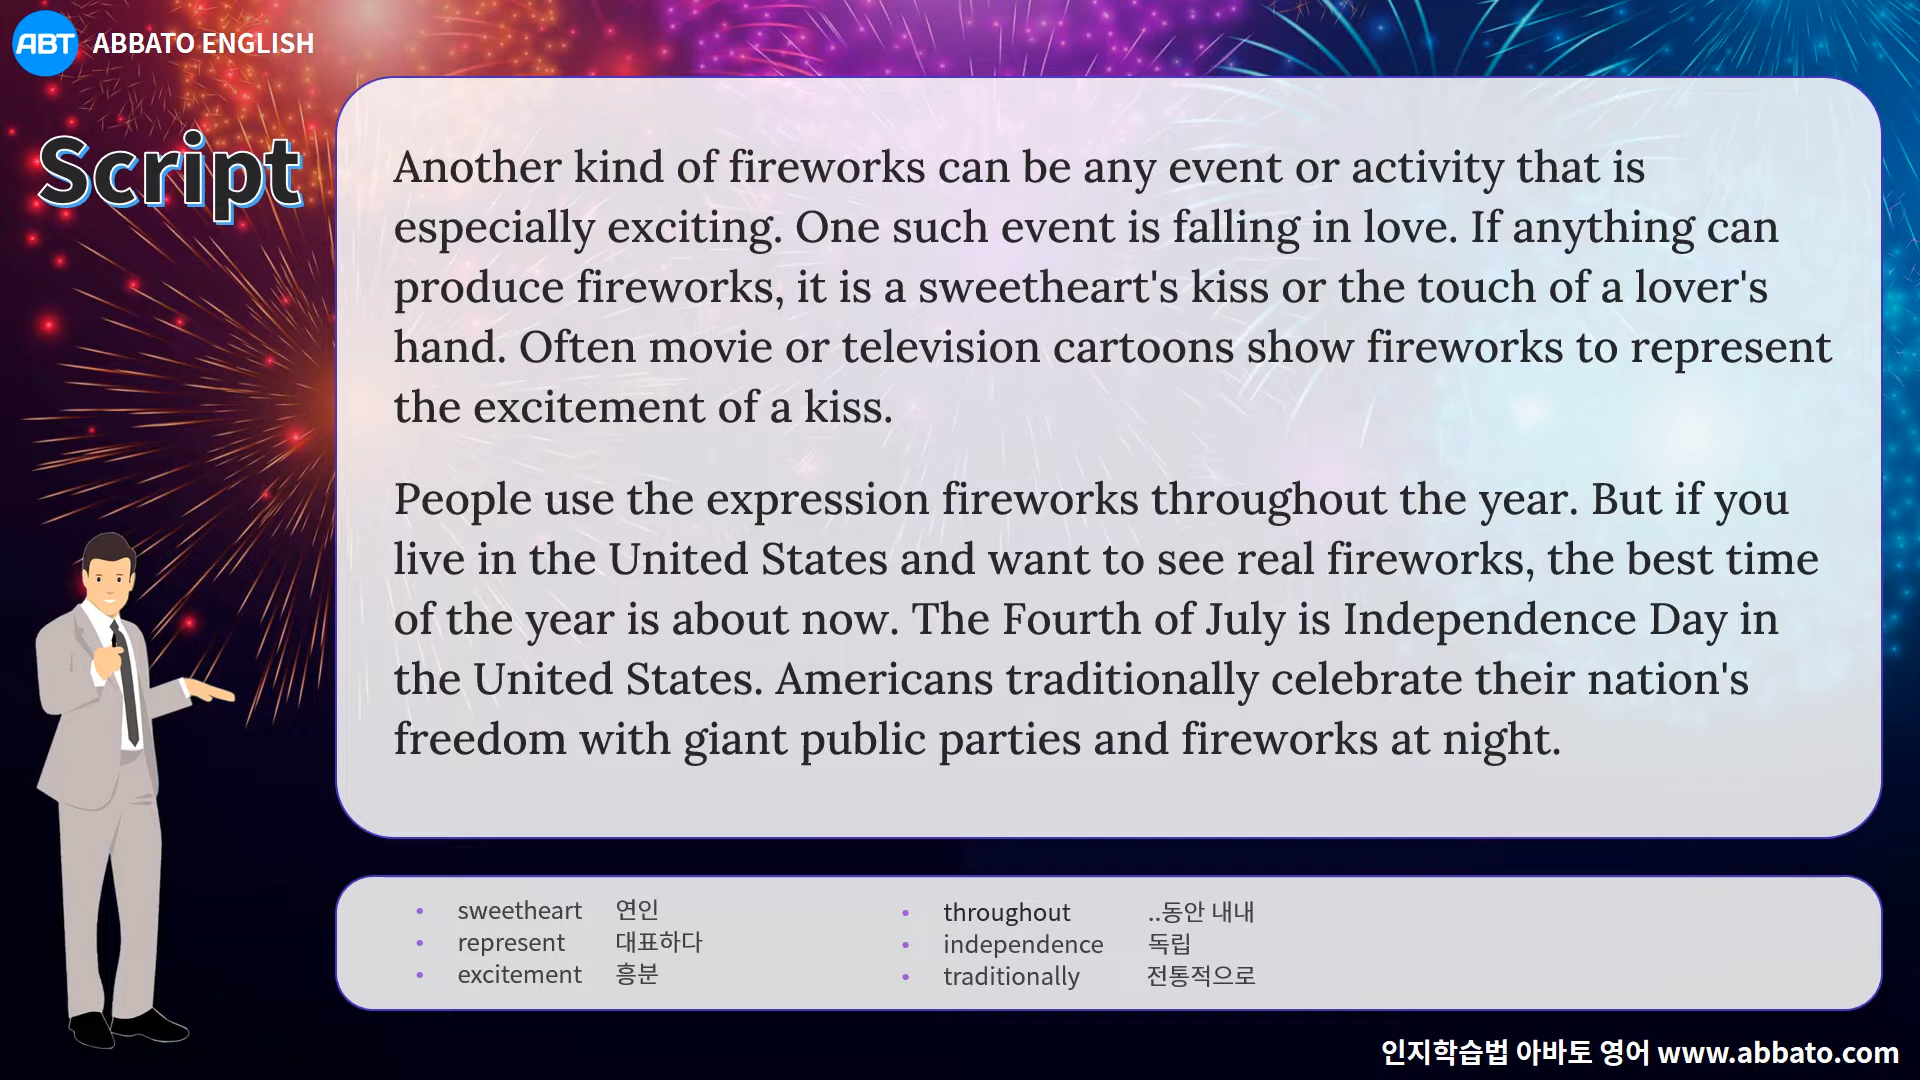 ABT ABBATO ENGLISH
Script
Another kind of fireworks can be any event or activity that is
especially exciting. One such event is falling in love. If anything can
produce fireworks, it is a sweetheart's kiss or the touch of a lover's
hand. Often movie or television cartoons show fireworks to represent
the excitement of a kiss.
People use the expression fireworks throughout the year. But if you
live in the United States and want to see real fireworks, the best time
of the year is about now. The Fourth of July is Independence Day in
the United States. Americans traditionally celebrate their nation's
freedom with giant public parties and fireworks at night.
• sweetheart 연인
• represent 대표하다
• excitement 흥분
• throughout ..동안 내내
• independence 독립
• traditionally 전통적으로
인지학습법 아바토 영어 www.abbato.com